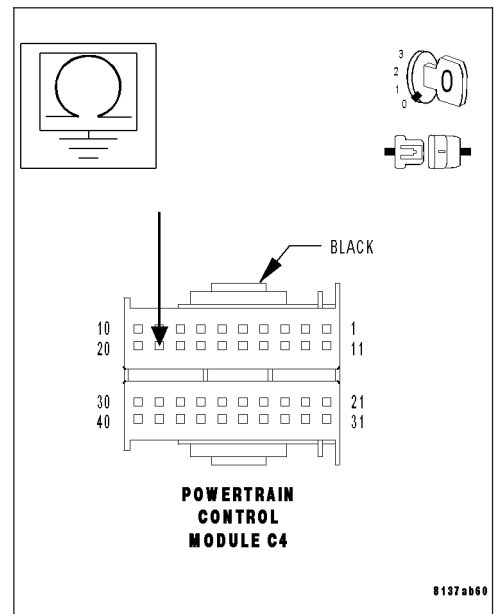 3
2
1
0
BLACK
10 1
20 11
30 21
40 31
POWERTRAIN
CONTROL
MODULE C4
8137ab60